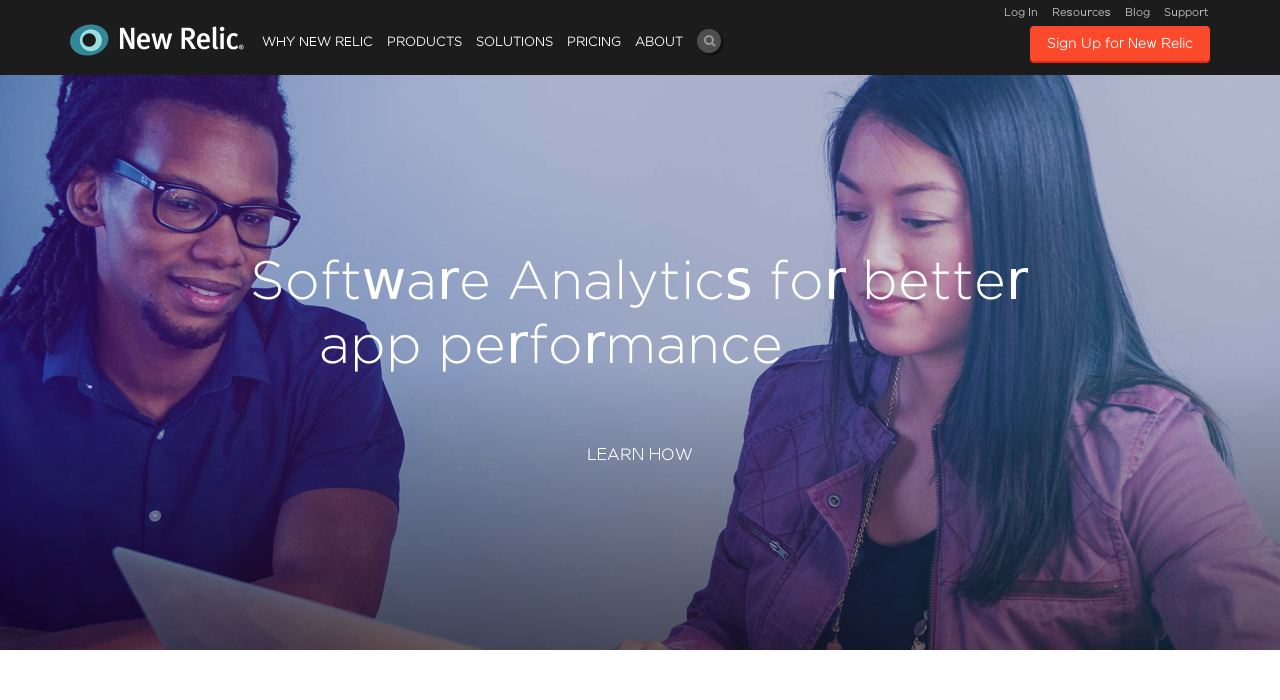 Log In Resources Blog Support
New Relic® WHY NEW RELIC PRODUCTS SOLUTIONS PRICING ABOUT
Sign Up for New Relic
Software Analytics for better
app performance
LEARN HOW